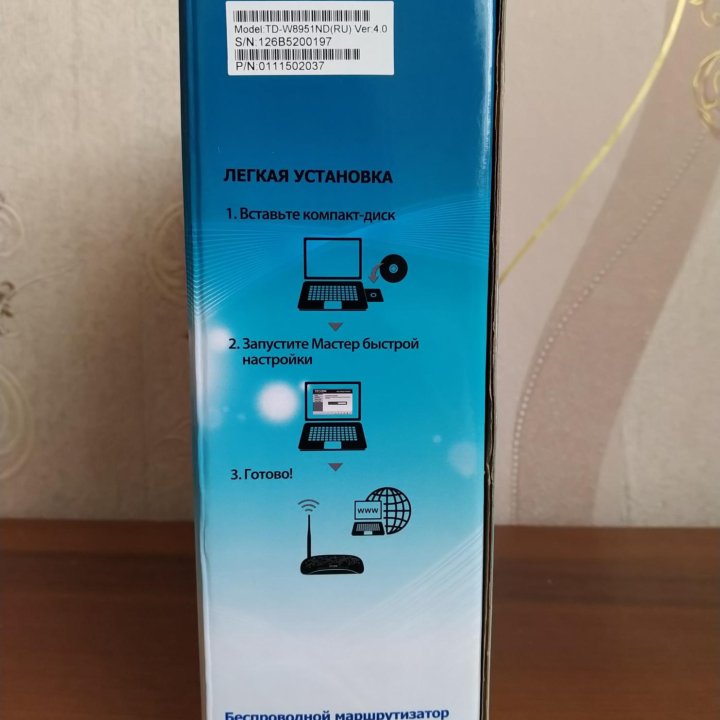 Model:TD-W8951ND(RU) Ver:4.0
S/N:126B5200197
P/N:0111502037
ЛЕГКАЯ УСТАНОВКА
1. Вставьте компакт-диск
2. Запустите Мастер быстрой
настройки
3. Готово!
www
Беспроводной маршрутизатор